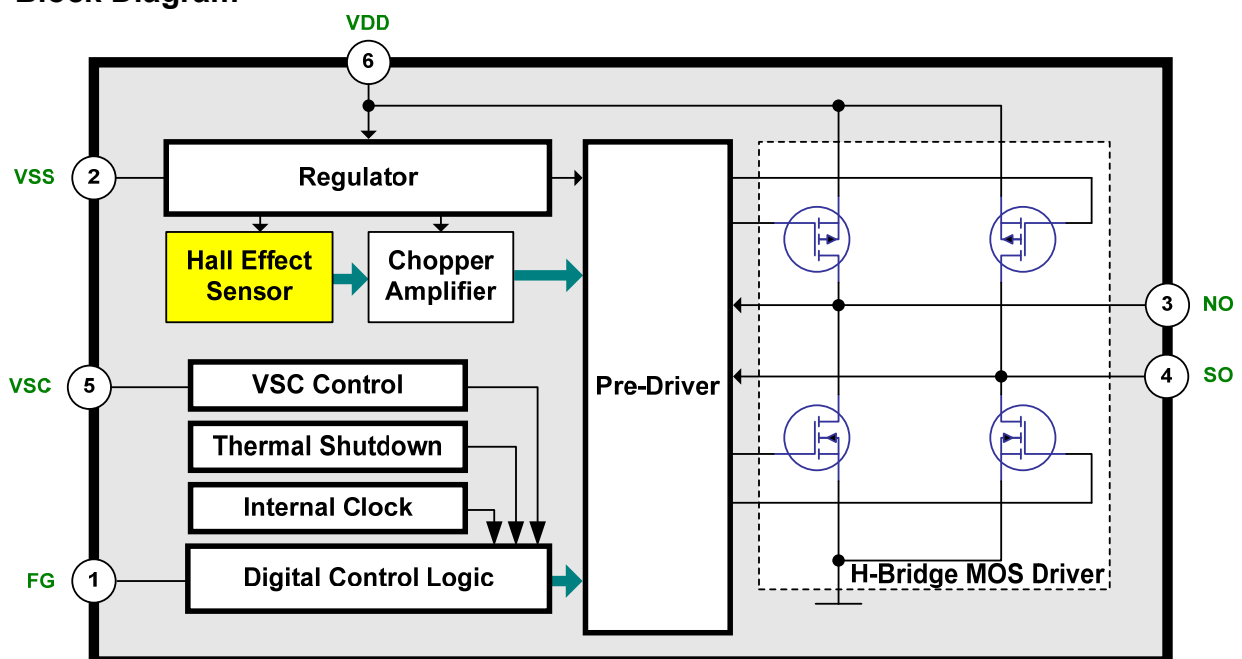 Block Diagram
VDD
6
VSS
2
Regulator
Hall Effect
Sensor
Chopper
Amplifier
3
NO
VSC
5
VSC Control
Pre-Driver
4
SO
Thermal Shutdown
Internal Clock
FG
1
Digital Control Logic
H-Bridge MOS Driver